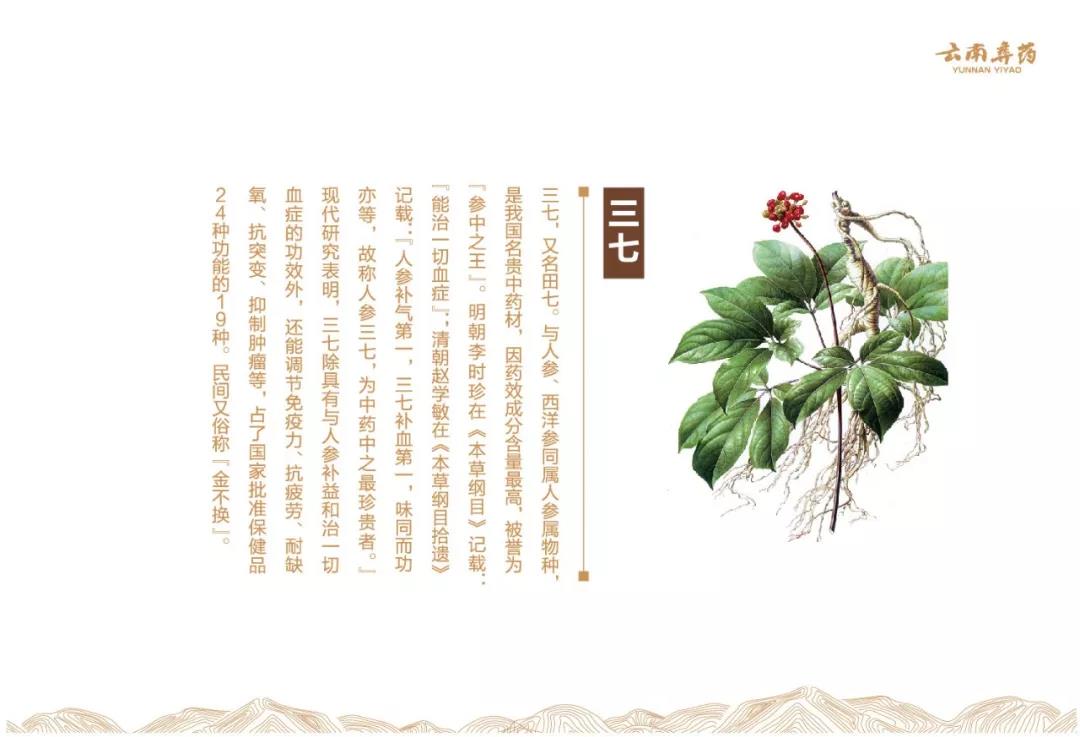 云南彝药
YUNNAN YIYAO
三七
三七，又名田七。与人参、西洋参同属人参属物种，
是我国名贵中药材，因药效成分含量最高，被誉为
『参中之王』。明朝李时珍在《本草纲目》记载：
『能治一切血症』；清朝赵学敏在《本草纲目拾遗》
记载：『人参补气第一，三七补血第一，味同而功
亦等，故称人参三七，为中药中之最珍贵者。』
现代研究表明，三七除具有与人参补益和治一切
血症的功效外，还能调节免疫力、抗疲劳、耐缺
氧、抗突变、抑制肿瘤等，占了国家批准保健品
24种功能的19种。民间又俗称『金不换』。